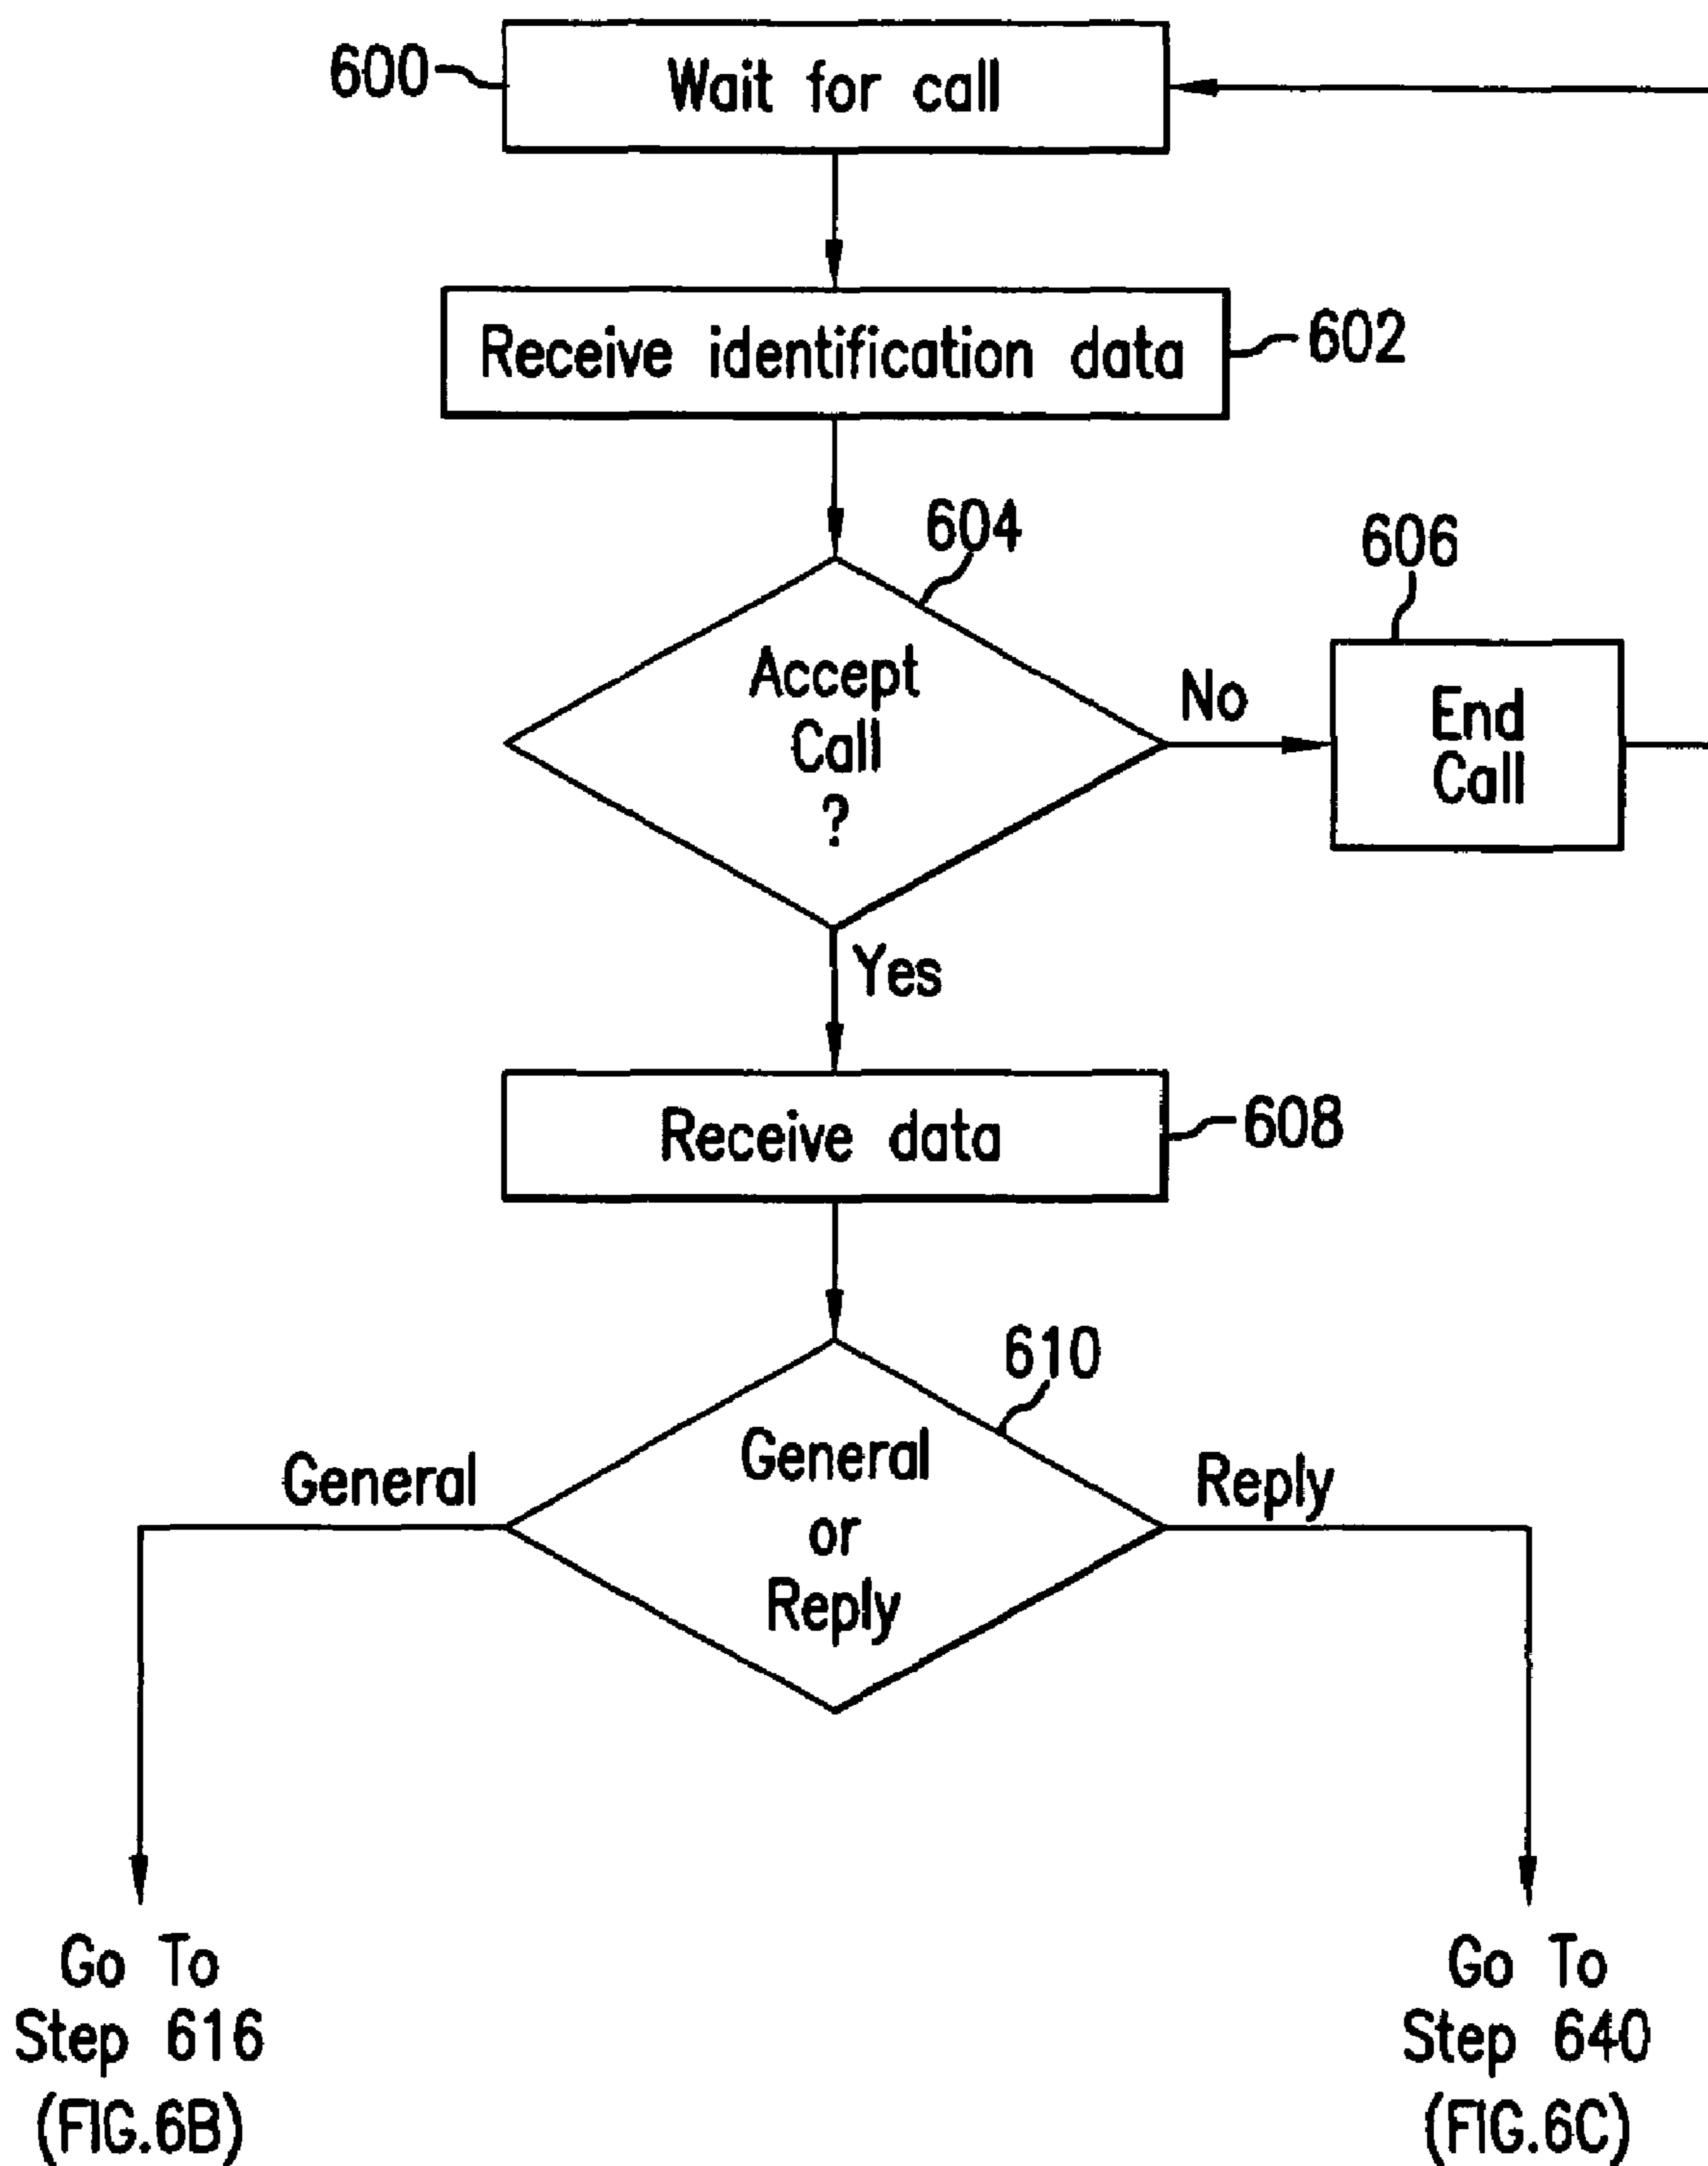 600
Wait for call
Receive identification data
602
604
606
Accept
Call
?
No
End
Call
Yes
Receive data
608
610
General
General
or
Reply
Reply
Go To
Step 616
(FIG.6B)
Go To
Step 640
(FIG.6C)